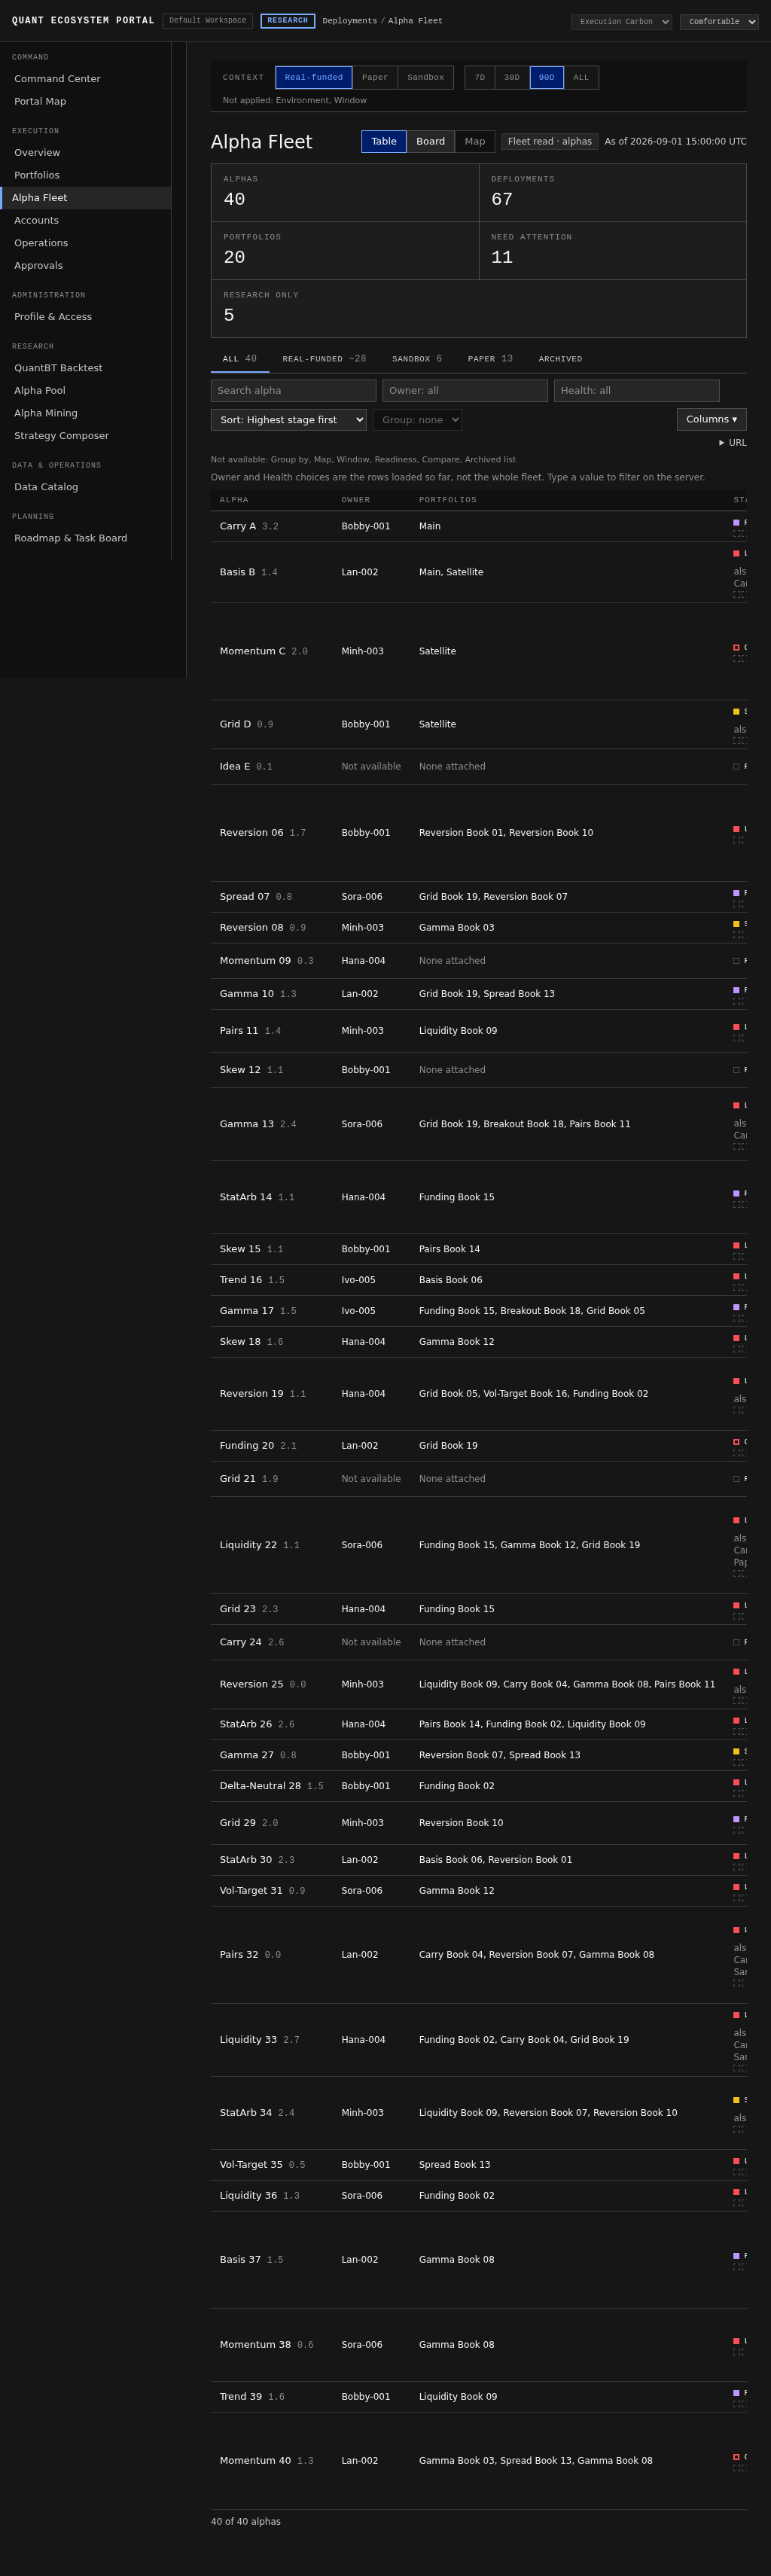 QUANT ECOSYSTEM PORTAL Default Workspace RESEARCH Deployments / Alpha Fleet Execution Carbon Comfortable
COMMAND
Command Center
Portal Map
EXECUTION
Overview
Portfolios
Alpha Fleet
Accounts
Operations
Approvals
ADMINISTRATION
Profile & Access
RESEARCH
QuantBT Backtest
Alpha Pool
Alpha Mining
Strategy Composer
DATA & OPERATIONS
Data Catalog
PLANNING
Roadmap & Task Board
CONTEXT Real-funded Paper Sandbox 7D 30D 90D ALL
Not applied: Environment, Window
Alpha Fleet Table Board Map Fleet read · alphas As of 2026-09-01 15:00:00 UTC
ALPHAS
40
DEPLOYMENTS
67
PORTFOLIOS
20
NEED ATTENTION
11
RESEARCH ONLY
5
ALL 40 REAL-FUNDED ~28 SANDBOX 6 PAPER 13 ARCHIVED
Search alpha Owner: all Health: all
Sort: Highest stage first Group: none Columns ▾
▶ URL
Not available: Group by, Map, Window, Readiness, Compare, Archived list
Owner and Health choices are the rows loaded so far, not the whole fleet. Type a value to filter on the server.
ALPHA OWNER PORTFOLIOS
Carry A 3.2 Bobby-001 Main
Basis B 1.4 Lan-002 Main, Satellite
als
Momentum C 2.0 Minh-003 Satellite
Grid D 0.9 Bobby-001 Satellite
als
Idea E 0.1 Not available None attached
Reversion 06 1.7 Bobby-001 Reversion Book 01, Reversion Book 10
Spread 07 0.8 Sora-006 Grid Book 19, Reversion Book 07
Reversion 08 0.9 Minh-003 Gamma Book 03
Momentum 09 0.3 Hana-004 None attached
Gamma 10 1.3 Lan-002 Grid Book 19, Spread Book 13
Pairs 11 1.4 Minh-003 Liquidity Book 09
Skew 12 1.1 Bobby-001 None attached
Gamma 13 2.4 Sora-006 Grid Book 19, Breakout Book 18, Pairs Book 11
als
StatArb 14 1.1 Hana-004 Funding Book 15
Skew 15 1.1 Bobby-001 Pairs Book 14
Trend 16 1.5 Ivo-005 Basis Book 06
Gamma 17 1.5 Ivo-005 Funding Book 15, Breakout Book 18, Grid Book 05
Skew 18 1.6 Hana-004 Gamma Book 12
Reversion 19 1.1 Hana-004 Grid Book 05, Vol-Target Book 16, Funding Book 02
als
Funding 20 2.1 Lan-002 Grid Book 19
Grid 21 1.9 Not available None attached
Liquidity 22 1.1 Sora-006 Funding Book 15, Gamma Book 12, Grid Book 19
als
Grid 23 2.3 Hana-004 Funding Book 15
Carry 24 2.6 Not available None attached
Reversion 25 0.0 Minh-003 Liquidity Book 09, Carry Book 04, Gamma Book 08, Pairs Book 11
als
StatArb 26 2.6 Hana-004 Pairs Book 14, Funding Book 02, Liquidity Book 09
Gamma 27 0.8 Bobby-001 Reversion Book 07, Spread Book 13
Delta-Neutral 28 1.5 Bobby-001 Funding Book 02
Grid 29 2.0 Minh-003 Reversion Book 10
StatArb 30 2.3 Lan-002 Basis Book 06, Reversion Book 01
Vol-Target 31 0.9 Sora-006 Gamma Book 12
Pairs 32 0.0 Lan-002 Carry Book 04, Reversion Book 07, Gamma Book 08
als
Liquidity 33 2.7 Hana-004 Funding Book 02, Carry Book 04, Grid Book 19
als
StatArb 34 2.4 Minh-003 Liquidity Book 09, Reversion Book 07, Reversion Book 10
als
Vol-Target 35 0.5 Bobby-001 Spread Book 13
Liquidity 36 1.3 Sora-006 Funding Book 02
Basis 37 1.5 Lan-002 Gamma Book 08
Momentum 38 0.6 Sora-006 Gamma Book 08
Trend 39 1.6 Bobby-001 Liquidity Book 09
Momentum 40 1.3 Lan-002 Gamma Book 03, Spread Book 13, Gamma Book 08
40 of 40 alphas